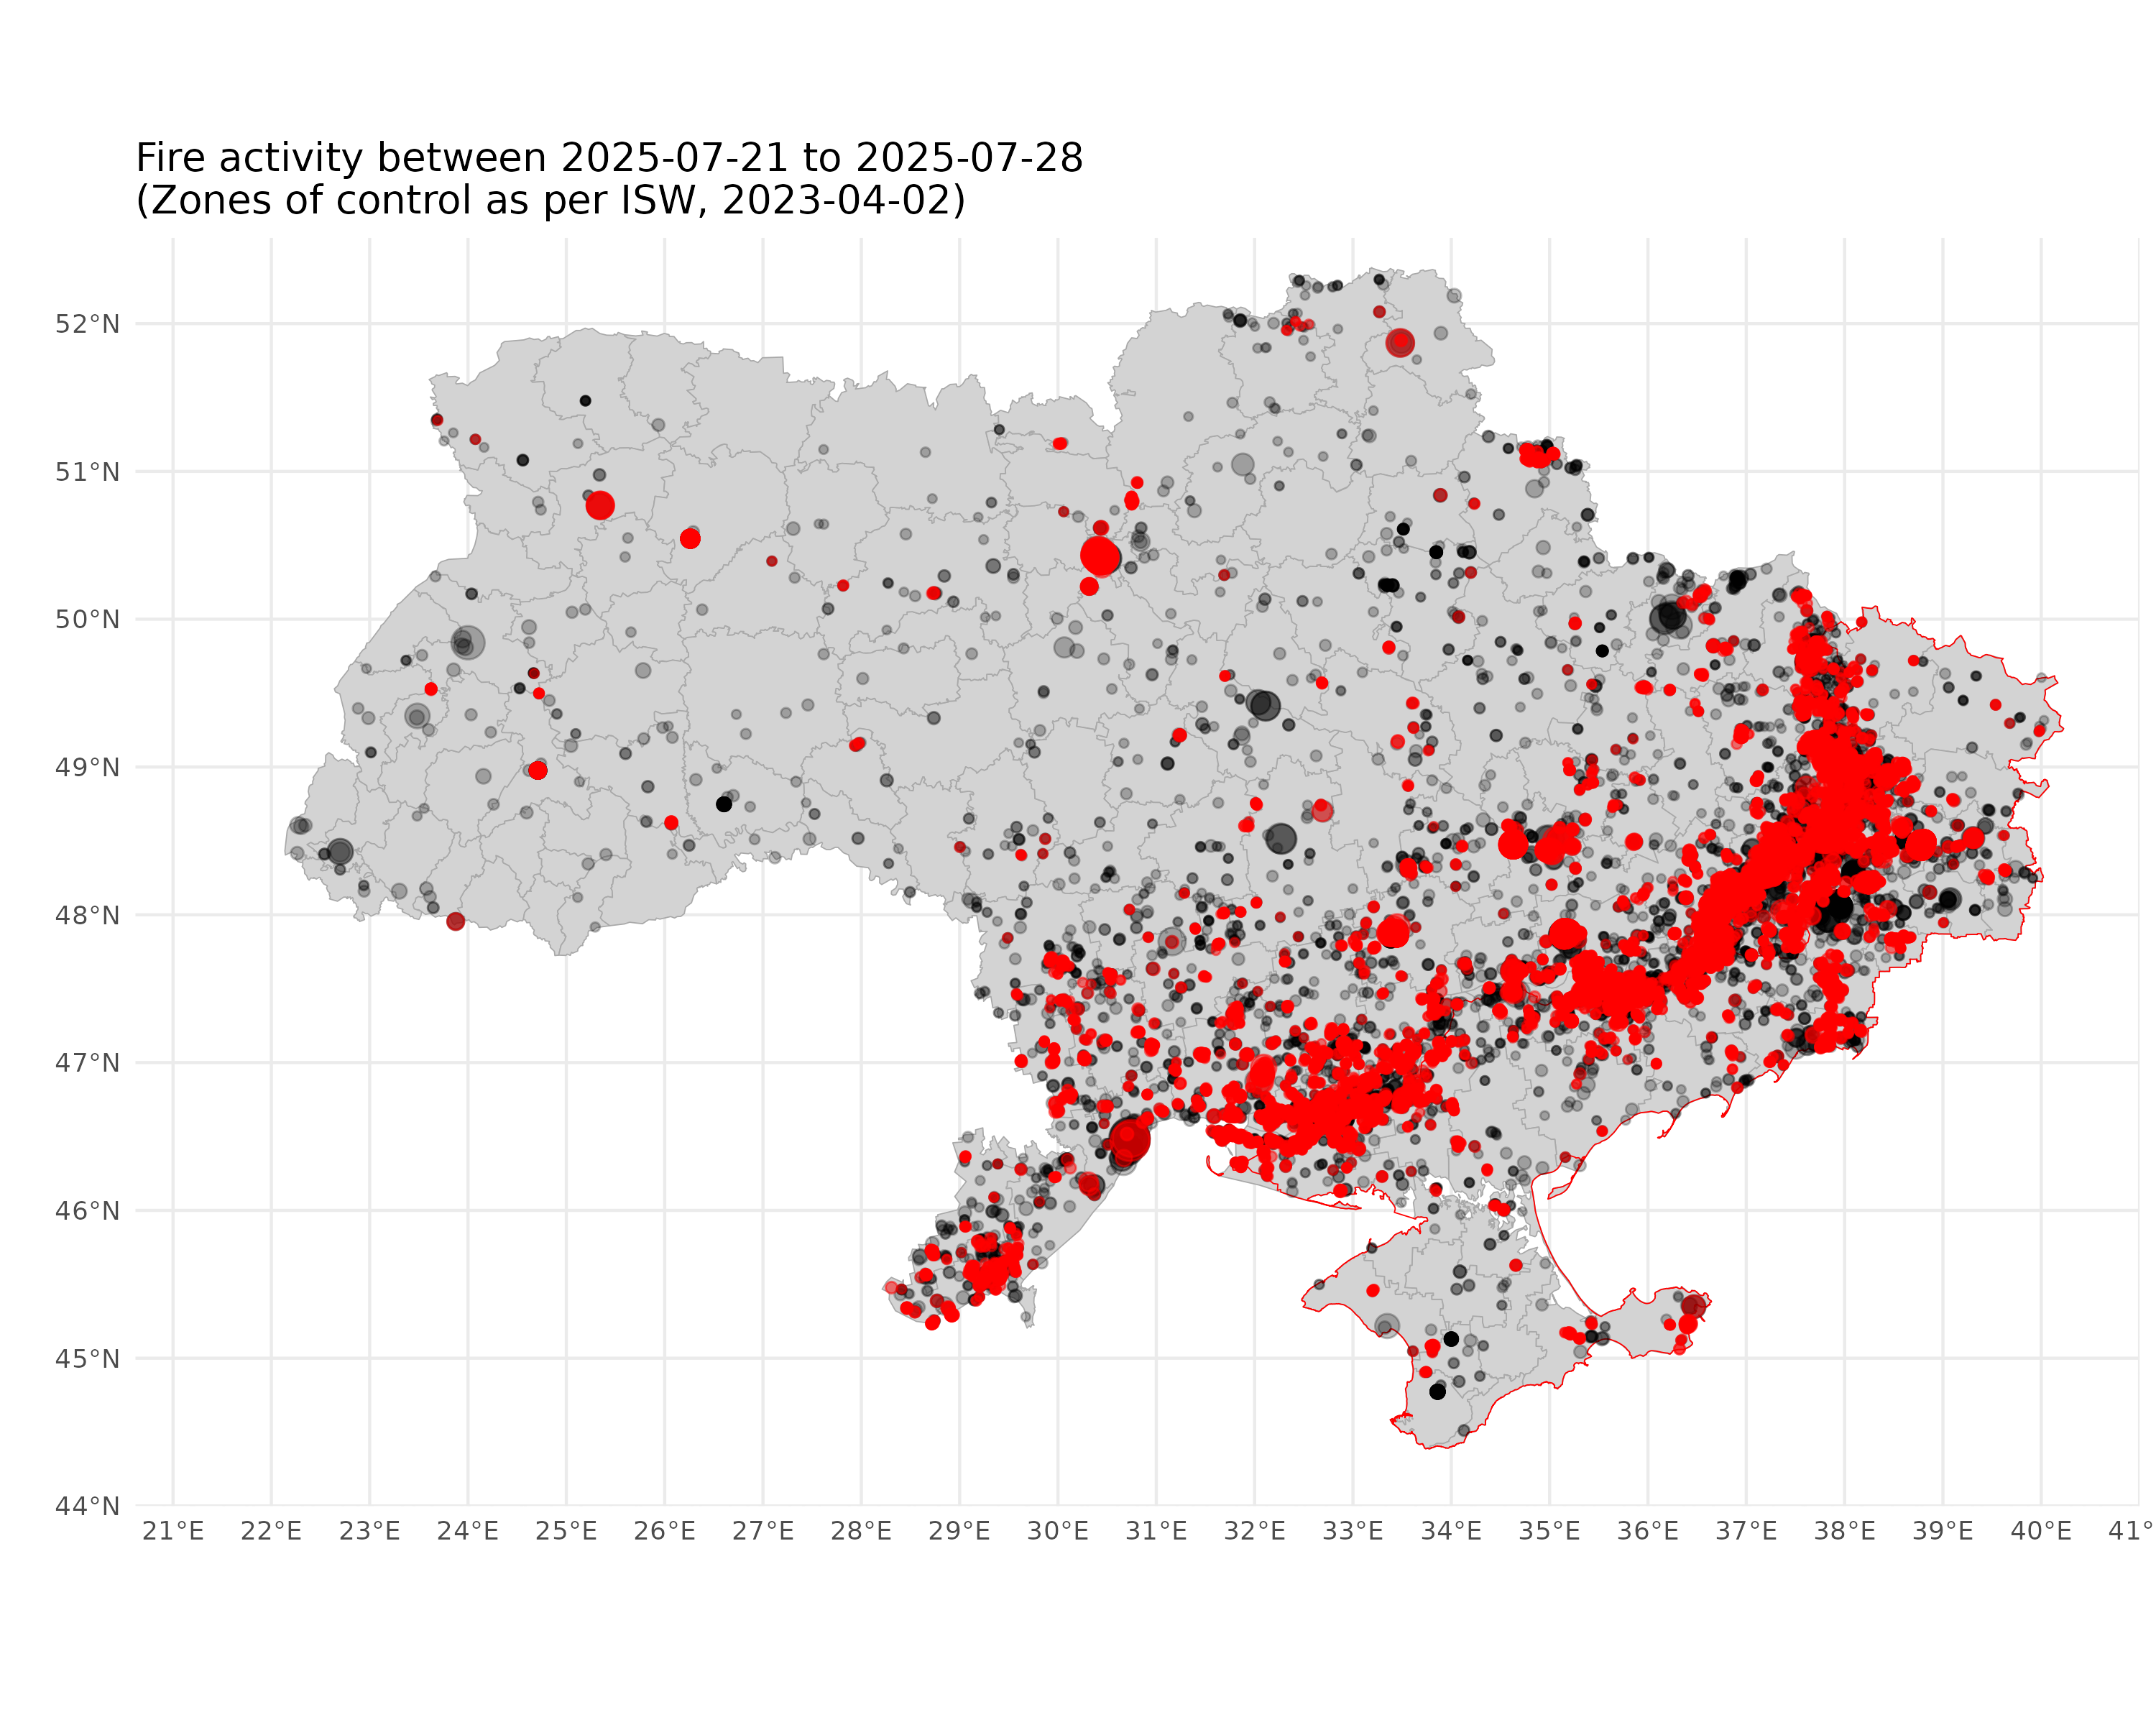 Fire activity between 2025-07-21 to 2025-07-28
(Zones of control as per ISW, 2023-04-02)
52°N
51°N
50°N
49°N
48°N
47°N
46°N
45°N
44°N
21°E 22°E 23°E 24°E 25°E 26°E 27°E 28°E 29°E 30°E 31°E 32°E 33°E 34°E 35°E 36°E 37°E 38°E 39°E 40°E 41°